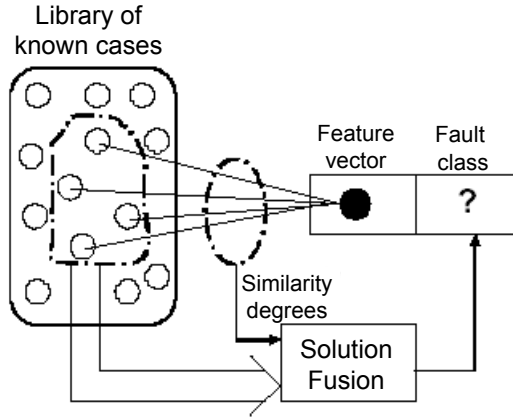 Library of
known cases
Feature
vector
Fault
class
?
Similarity
degrees
Solution
Fusion